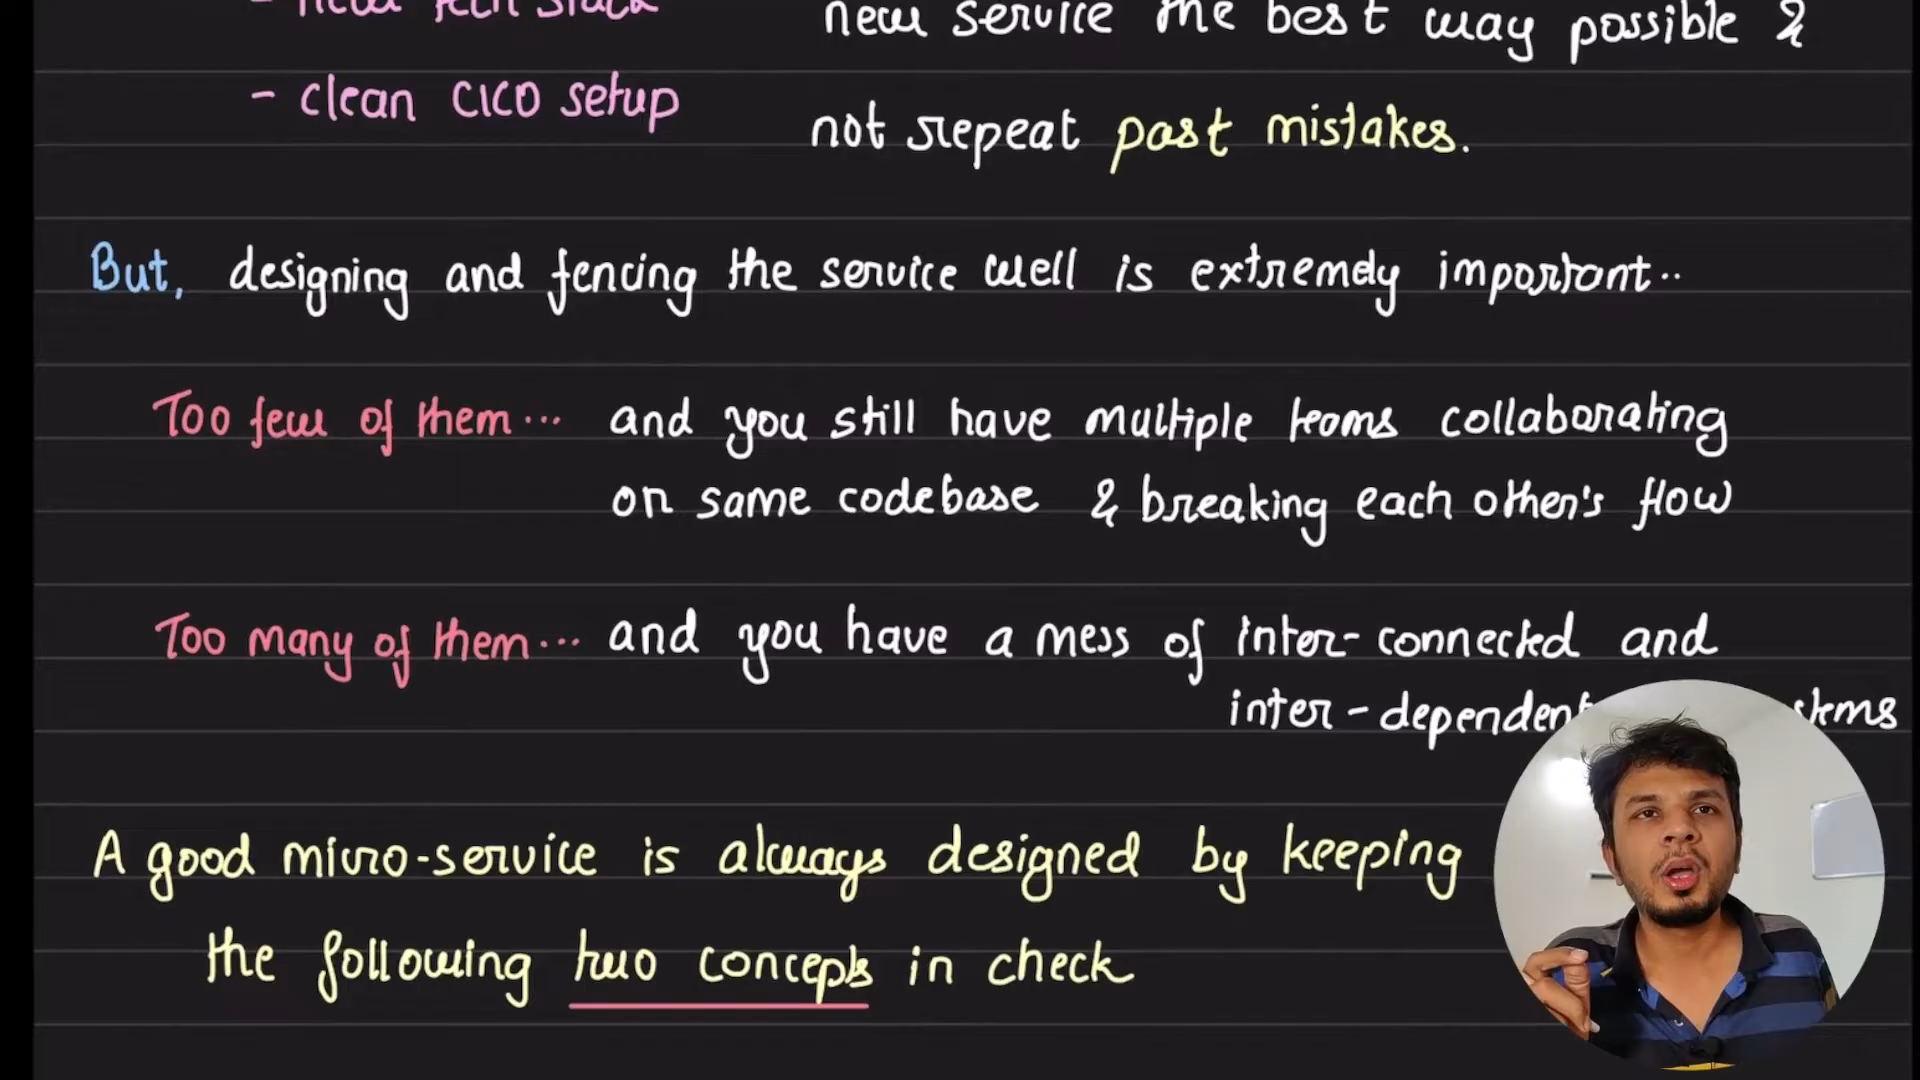 - new tech stack
new service the best way possible &
- clean CICD setup
not repeat past mistakes.
But, designing and fencing the service well is extremely important..
Too few of them... and you still have multiple teams collaborating
on same codebase & breaking each other's flow
Too many of them... and you have a mess of inter-connected and
inter-dependent
A good micro-service is always designed by keeping
the following two concepts in check